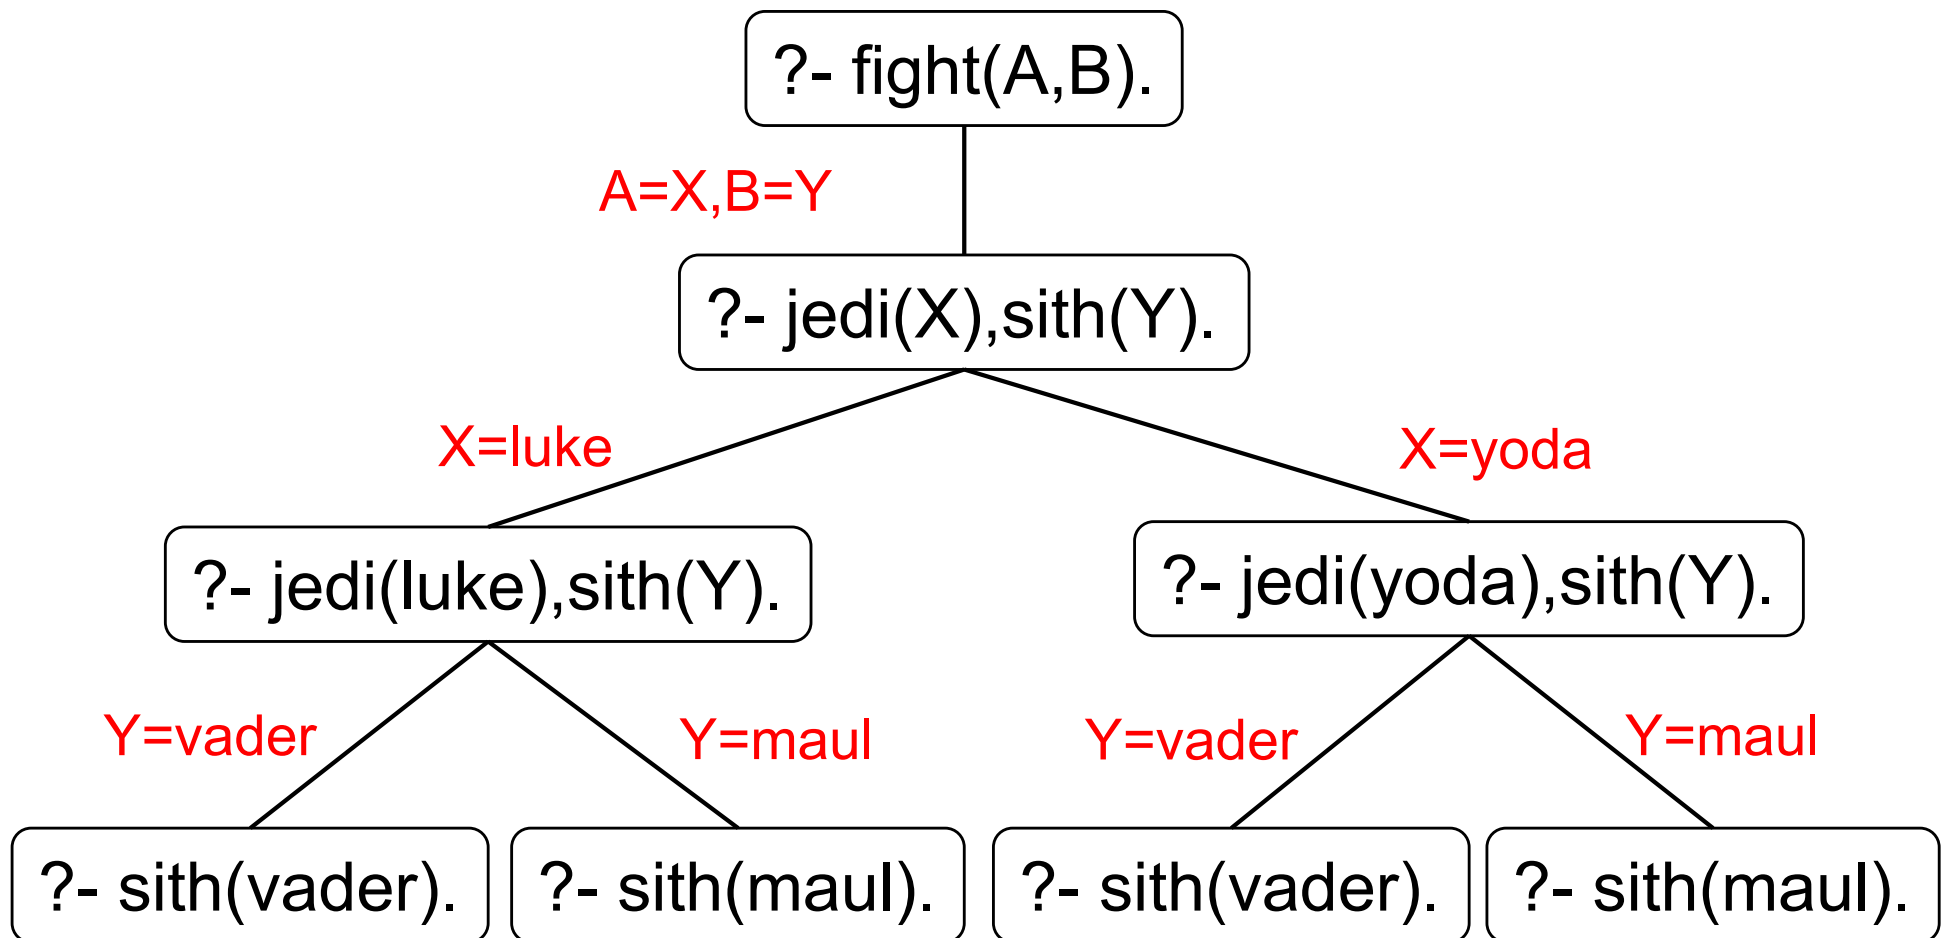 ?- fight(A,B).
A=X,B=Y
?- jedi(X),sith(Y).
X=luke
X=yoda
?- jedi(luke),sith(Y).
?- jedi(yoda),sith(Y).
Y=vader
Y=maul
Y=vader
Y=maul
?- sith(vader).
?- sith(maul).
?- sith(vader).
?- sith(maul).